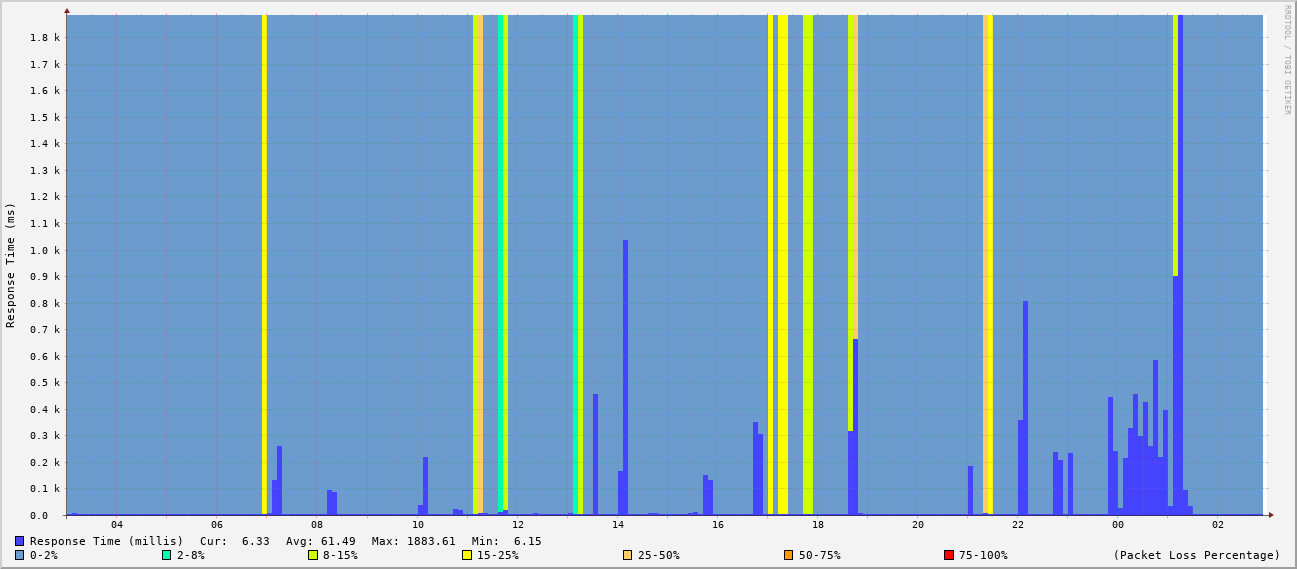 RRDTOOL / TOBI OETIKER
Response Time (ms)
1.8 k
1.7 k
1.6 k
1.5 k
1.4 k
1.3 k
1.2 k
1.1 k
1.0 k
0.9 k
0.8 k
0.7 k
0.6 k
0.5 k
0.4 k
0.3 k
0.2 k
0.1 k
0.0
04 06 08 10 12 14 16 18 20 22 00 02
Response Time (millis) Cur: 6.33 Avg: 61.49 Max: 1883.61 Min: 6.15
0-2% 2-8% 8-15% 15-25% 25-50% 50-75% 75-100% (Packet Loss Percentage)